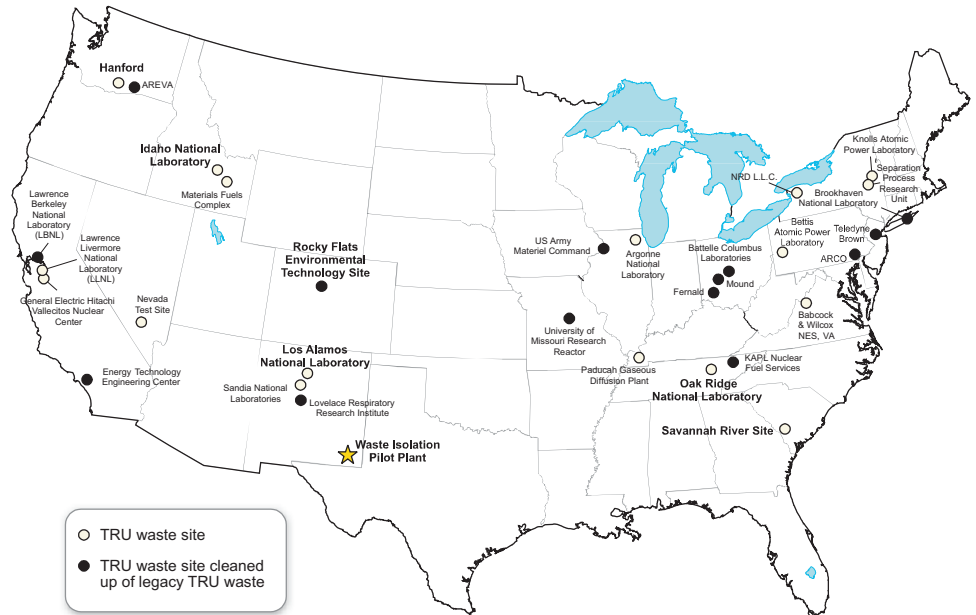 Hanford
AREVA
Idaho National
Laboratory
Materials Fuels
Complex
Lawrence
Berkeley
National
Laboratory
(LBNL)
Lawrence
Livermore
National
Laboratory
(LLNL)
General Electric Hitachi
Vallecitos Nuclear
Center
Nevada
Test Site
Energy Technology
Engineering Center
Rocky Flats
Environmental
Technology Site
Los Alamos
National Laboratory
Sandia National
Laboratories
Lovelace Respiratory
Research Institute
Waste Isolation
Pilot Plant
US Army
Materiel Command
Argonne
National
Laboratory
University of
Missouri Research
Reactor
Paducah Gaseous
Diffusion Plant
Battelle Columbus
Laboratories
Mound
Fernald
KAPL Nuclear
Fuel Services
Oak Ridge
National Laboratory
Savannah River Site
Babcock
& Wilcox
NES, VA
NRD L.L.C.
Knolls Atomic
Power Laboratory
Separation
Process
Research
Unit
Brookhaven
National Laboratory
Bettis
Atomic Power
Laboratory
Teledyne
Brown
ARCO
TRU waste site
TRU waste site cleaned
up of legacy TRU waste